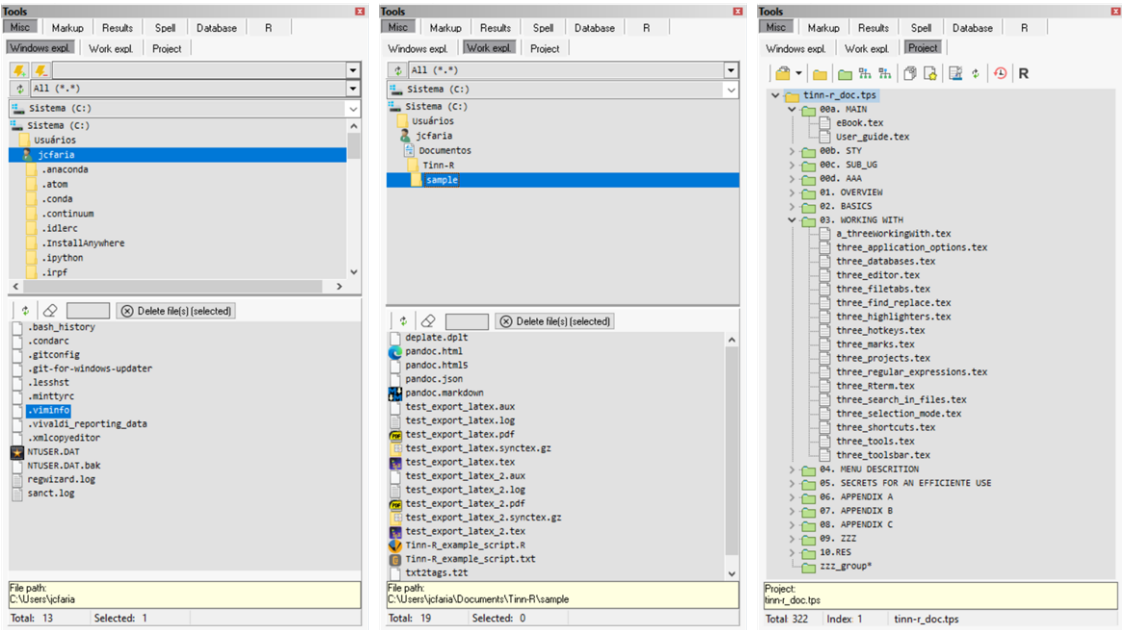 Tools
Misc Markup Results Spell Database R
Windows expl. Work expl. Project
All (*.*)
Sistema (C:)
Sistema (C:)
Usuários
jcfaria
.anaconda
.atom
.conda
.continuum
.idlerc
.InstallAnywhere
.ipython
.irpf
Delete file(s) (selected)
.bash_history
.condarc
.gitconfig
.git-for-windows-updater
.lesshst
.minttyrc
.viminfo
.vivaldi_reporting_data
.xmlcopyeditor
NTUSER.DAT
NTUSER.DAT.bak
regwizard.log
sanct.log
File path:
C:\Users\jcfaria
Total: 13 Selected: 1
Tools
Misc Markup Results Spell Database R
Windows expl. Work expl. Project
All (*.*)
Sistema (C:)
Sistema (C:)
Usuários
jcfaria
Documentos
Tinn-R
sample
Delete file(s) (selected)
deplate.dplt
pandoc.html
pandoc.html5
pandoc.json
pandoc.markdown
test_export_latex.aux
test_export_latex.log
test_export_latex.pdf
test_export_latex.synctex.gz
test_export_latex.tex
test_export_latex_2.aux
test_export_latex_2.log
test_export_latex_2.pdf
test_export_latex_2.synctex.gz
test_export_latex_2.tex
Tinn-R_example_script.R
Tinn-R_example_script.txt
txt2tags.t2t
File path:
C:\Users\jcfaria\Documents\Tinn-R\sample
Total: 19 Selected: 0
Tools
Misc Markup Results Spell Database R
Windows expl. Work expl. Project
R
tinn-r_doc.tps
00a. MAIN
eBook.tex
User_guide.tex
00b. STY
00c. SUB_UG
00d. AAA
01. OVERVIEW
02. BASICS
03. WORKING WITH
a_threeworkingwith.tex
three_application_options.tex
three_databases.tex
three_editor.tex
three_filetabs.tex
three_find_replace.tex
three_highlighters.tex
three_hotkeys.tex
three_marks.tex
three_projects.tex
three_regular_expressions.tex
three_Rterm.tex
three_search_in_files.tex
three_selection_mode.tex
three_shortcuts.tex
three_tools.tex
three_toolsbar.tex
04. MENU DESCRITION
05. SECRETS FOR AN EFFICIENTE USE
06. APPENDIX A
07. APPENDIX B
08. APPENDIX C
09. ZZZ
10.RES
zzz_group*
Project:
tinn-r_doc.tps
Total 322 Index 1 tinn-r_doc.tps